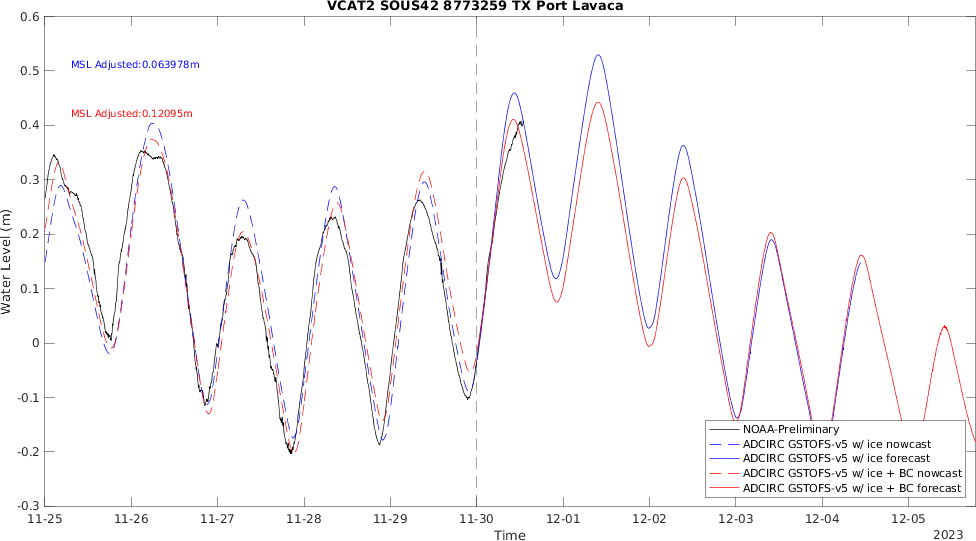 VCAT2 SOUS42 8773259 TX Port Lavaca
0.6
0.5
0.4
0.3
0.2
0.1
0
-0.1
-0.2
-0.3
Water Level (m)
MSL Adjusted:0.063978m
MSL Adjusted:0.12095m
NOAA-Preliminary
ADCIRC GSTOFS-v5 w/ ice nowcast
ADCIRC GSTOFS-v5 w/ ice forecast
ADCIRC GSTOFS-v5 w/ ice + BC nowcast
ADCIRC GSTOFS-v5 w/ ice + BC forecast
11-25 11-26 11-27 11-28 11-29 11-30 12-01 12-02 12-03 12-04 12-05
Time
2023